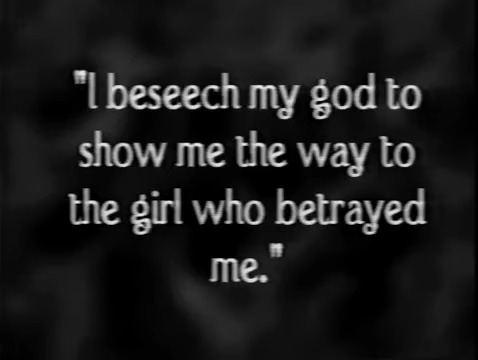 "I beseech my god to
show me the way to
the girl who betrayed
me."